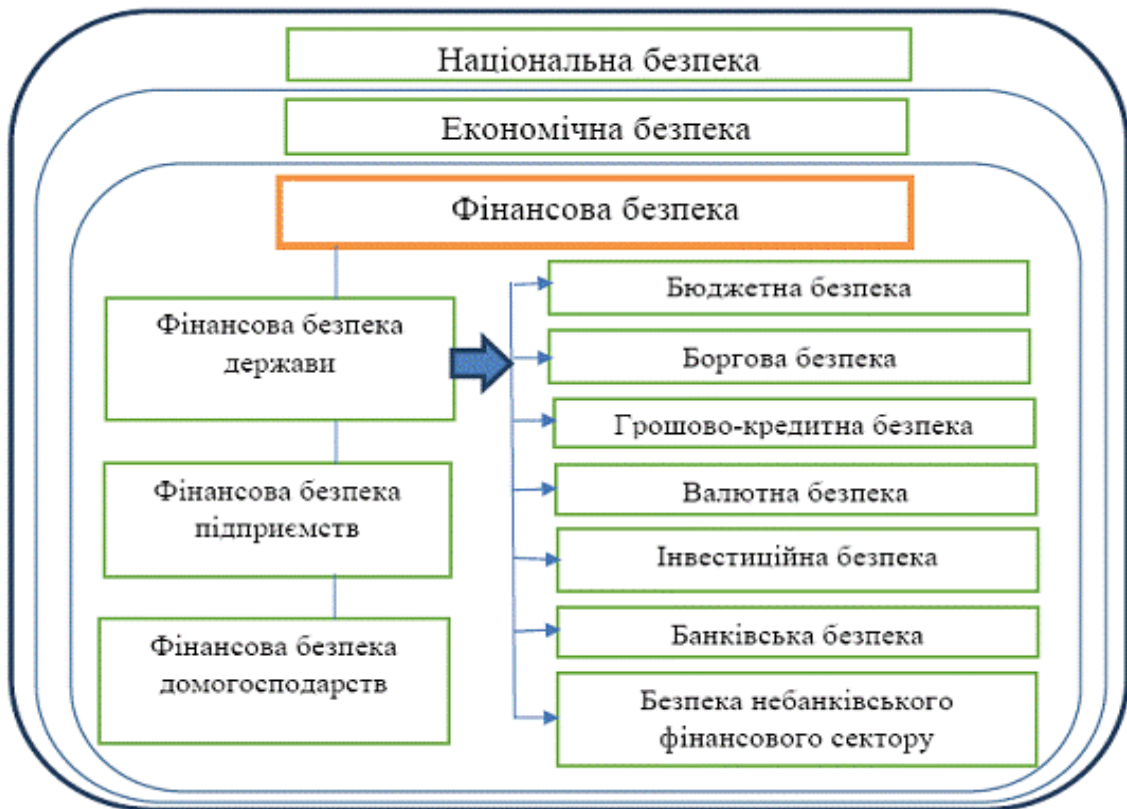 Національна безпека
Економічна безпека
Фінансова безпека
Фінансова безпека
держави
Фінансова безпека
підприємств
Фінансова безпека
домогосподарств
Бюджетна безпека
Боргова безпека
Грошово-кредитна безпека
Валютна безпека
Інвестиційна безпека
Банківська безпека
Безпека небанківського
фінансового сектору